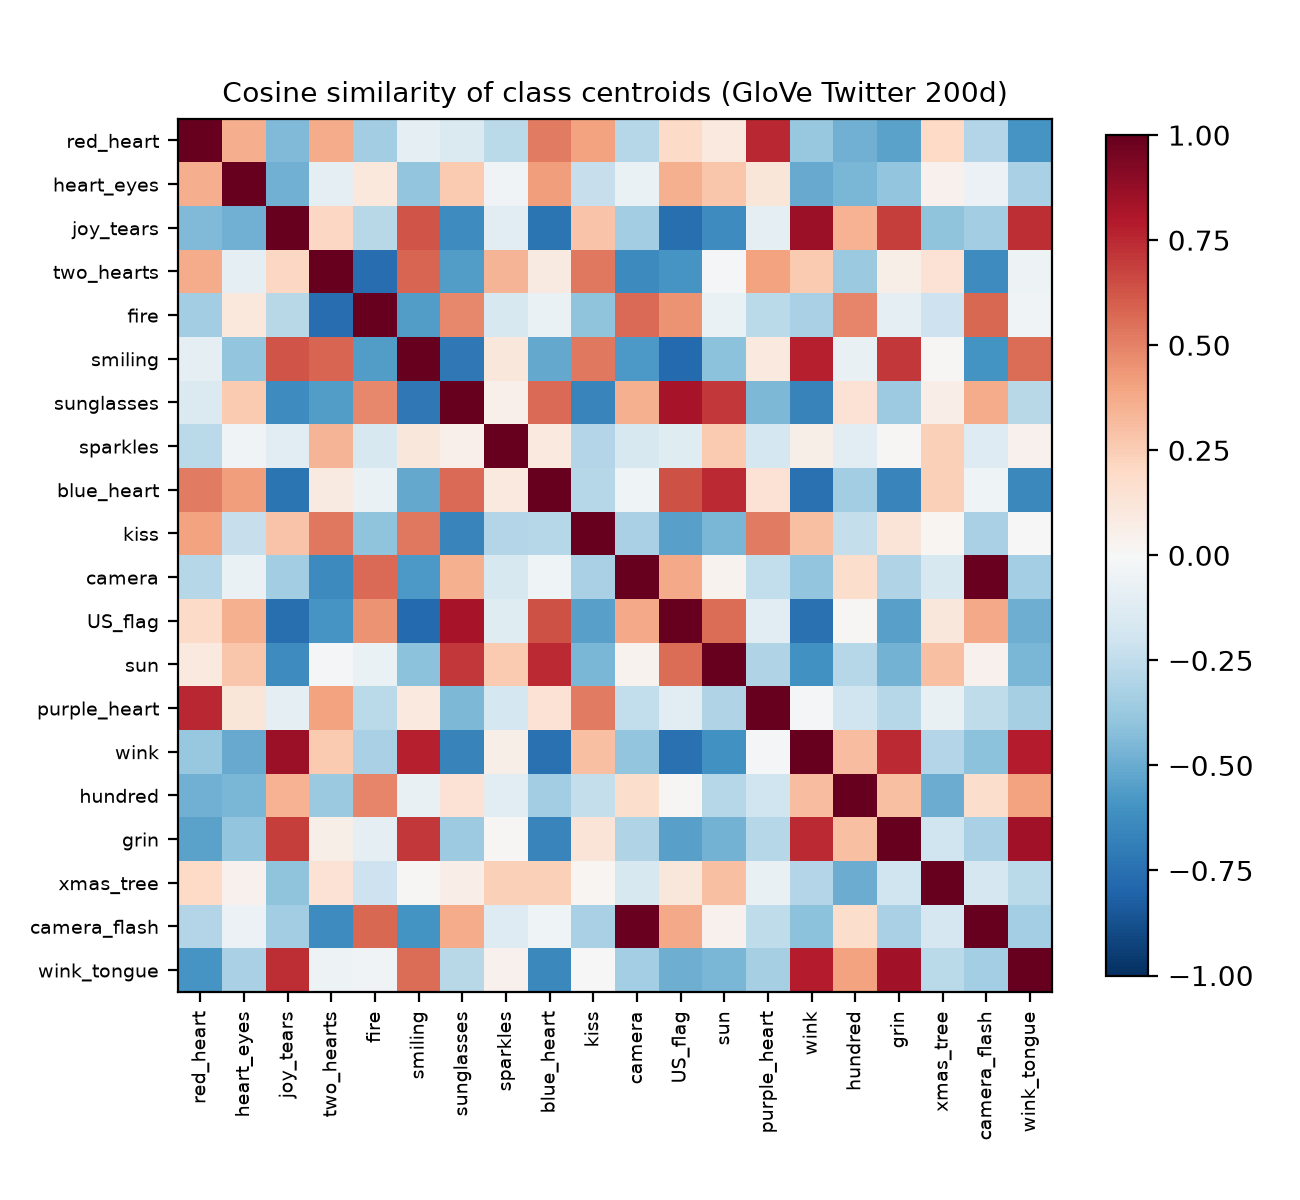 Cosine similarity of class centroids (GloVe Twitter 200d)
red_heart
heart_eyes
joy_tears
two_hearts
fire
smiling
sunglasses
sparkles
blue_heart
kiss
camera
US_flag
sun
purple_heart
wink
hundred
grin
xmas_tree
camera_flash
wink_tongue
red_heart
heart_eyes
joy_tears
two_hearts
fire
smiling
sunglasses
sparkles
blue_heart
kiss
camera
US_flag
sun
purple_heart
wink
hundred
grin
xmas_tree
camera_flash
wink_tongue
1.00
0.75
0.50
0.25
0.00
−0.25
−0.50
−0.75
−1.00